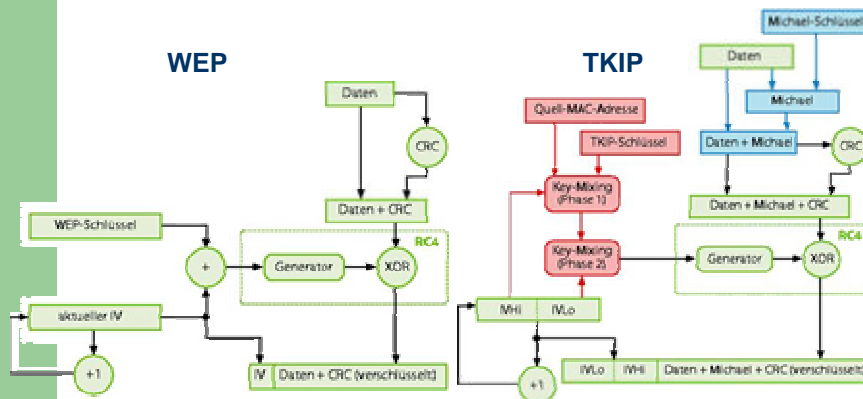 WEP
Daten
CRC
Daten + CRC
WEP-Schlüssel
RC4
+
Generator
XOR
aktueller IV
+1
IV
Daten + CRC (verschlüsselt)
TKIP
Michael-Schlüssel
Daten
Quell-MAC-Adresse
Michael
TKIP-Schlüssel
Daten + Michael
CRC
Key-Mixing
(Phase 1)
Daten + Michael + CRC
RC4
Key-Mixing
(Phase 2)
Generator
XOR
IVHi
IVLo
+1
IVLo
IVHi
Daten + Michael + CRC (verschlüsselt)